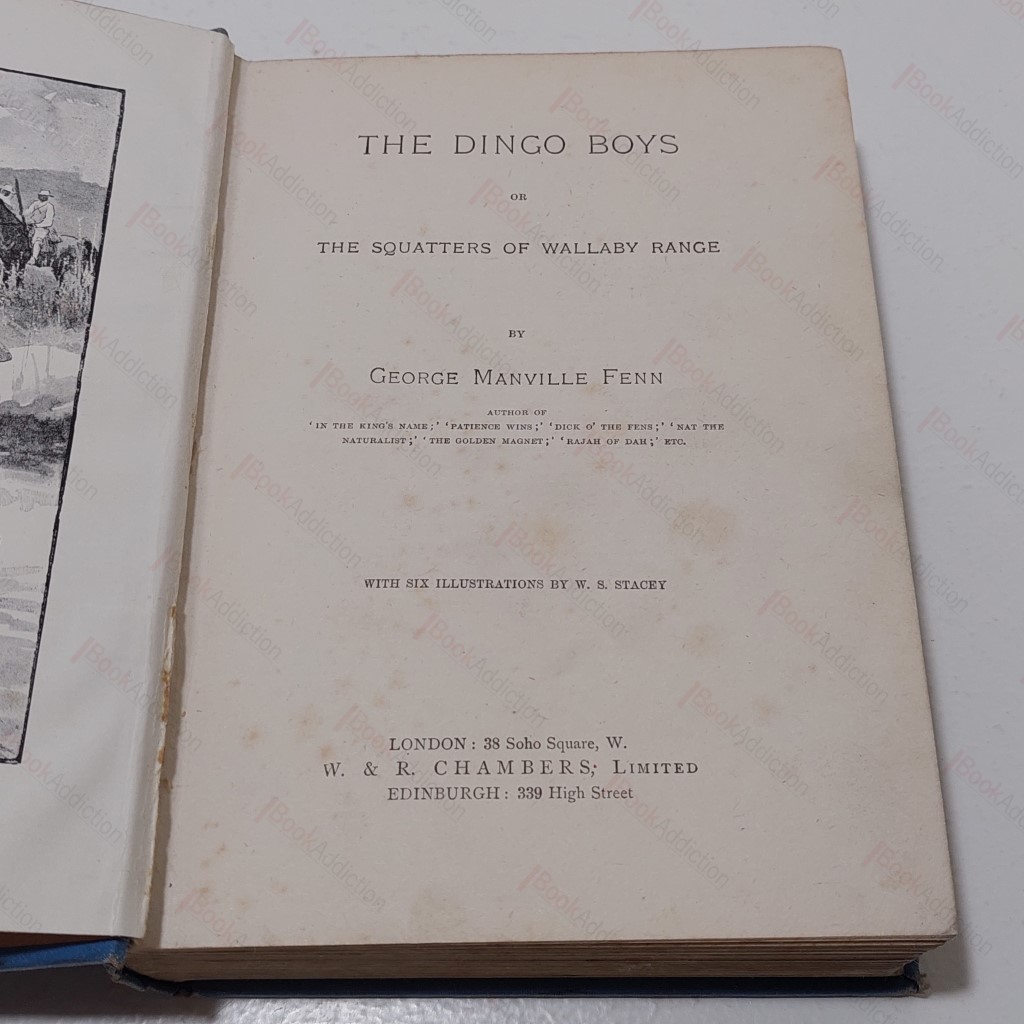 THE DINGO BOYS
OR
THE SQUATTERS OF WALLABY RANGE
BY
GEORGE MANVILLE FENN
AUTHOR OF
'IN THE KING'S NAME;' 'PATIENCE WINS;' 'DICK O' THE FENS;' 'NAT THE
NATURALIST;' 'THE GOLDEN MAGNET;' 'RAJAH OF DAH;' ETC.
WITH SIX ILLUSTRATIONS BY W. S. STACEY
LONDON: 38 Soho Square, W.
W. & R. CHAMBERS, LIMITED
EDINBURGH: 339 High Street
BookAddiction